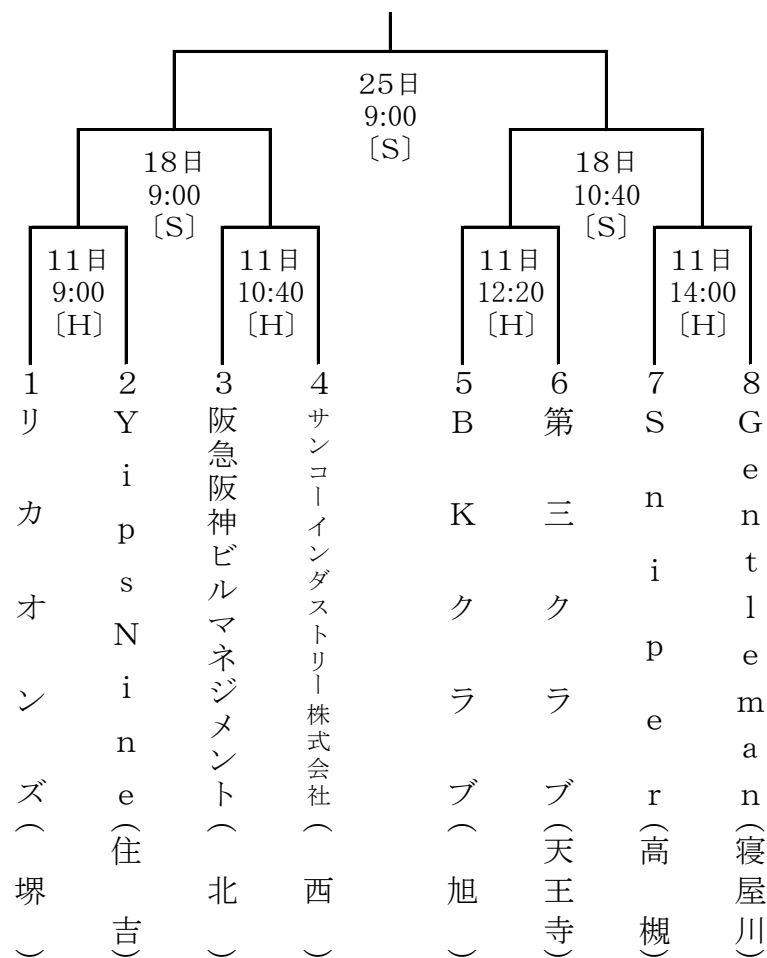 25日
9:00
〔S〕
18日
9:00
〔S〕
18日
10:40
〔S〕
11日
9:00
〔H〕
11日
10:40
〔H〕
11日
12:20
〔H〕
11日
14:00
〔H〕
1
リカオンズ(堺)
2
YipsNine(住吉)
3
阪急阪神ビルマネジメント(北)
4
サンコーインダストリー株式会社(西)
5
BKクラブ(旭)
6
第三クラブ(天王寺)
7
Sniper(高槻)
8
Gentleman(寝屋川)